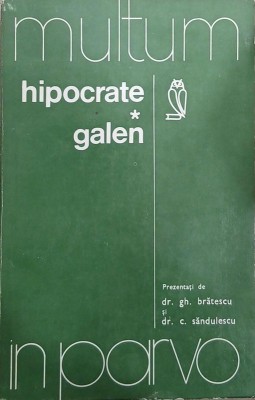 multum
hipocrate
*
galen
Prezentați de
dr. gh. brătescu
și
dr. c. săndulescu
in parvo